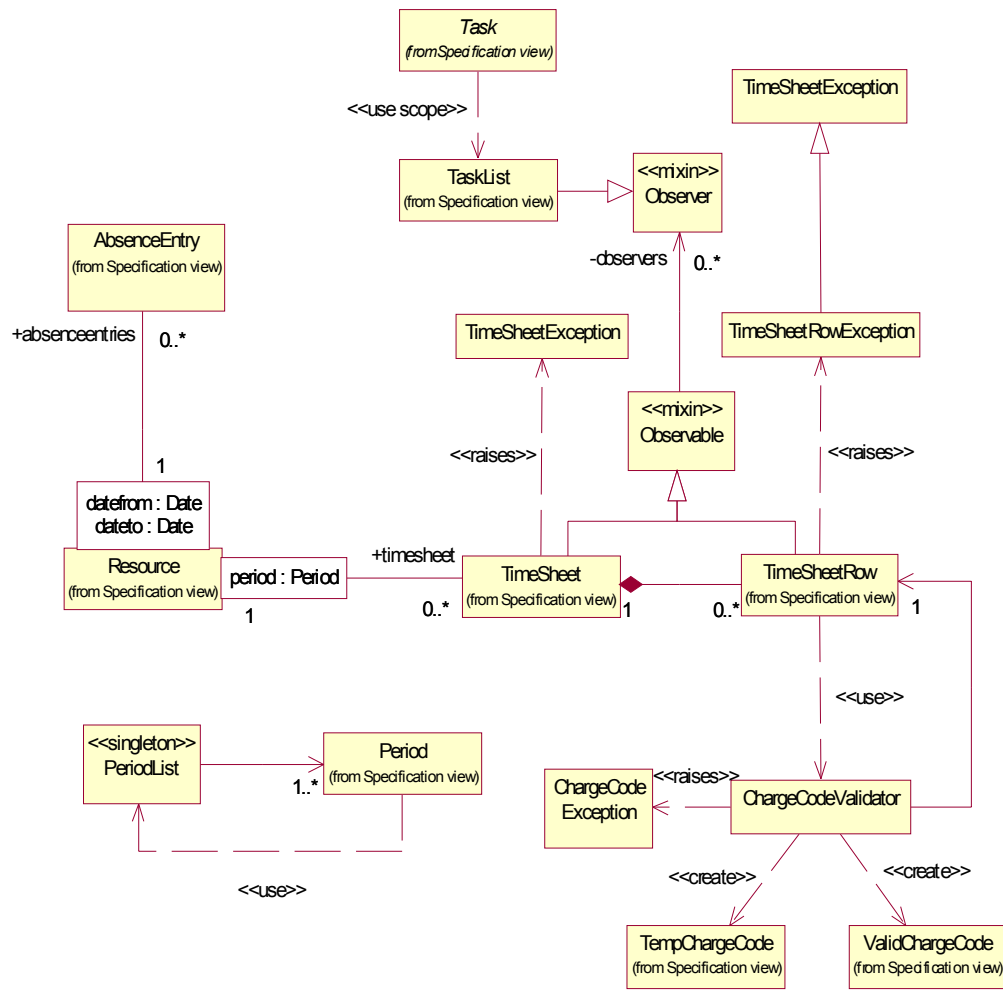 Task
(from Specification view)
<<use scope>>
TimeSheetException
TaskList
(from Specification view)
<<mixin>>
Observer
AbsenceEntry
(from Specification view)
-observers
0..*
+absenceentries
0..*
TimeSheetException
TimeSheetRowException
<<mixin>>
Observable
<<raises>>
<<raises>>
1
datefrom : Date
dateto : Date
Resource
(from Specification view)
period : Period
1
+timesheet
0..*
TimeSheet
(from Specification view)
1
0..*
TimeSheetRow
(from Specification view)
1
<<use>>
<<singleton>>
PeriodList
1..*
Period
(from Specification view)
<<use>>
<<raises>>
ChargeCode
Exception
ChargeCodeValidator
<<create>>
<<create>>
TempChargeCode
(from Specification view)
ValidChargeCode
(from Specification view)